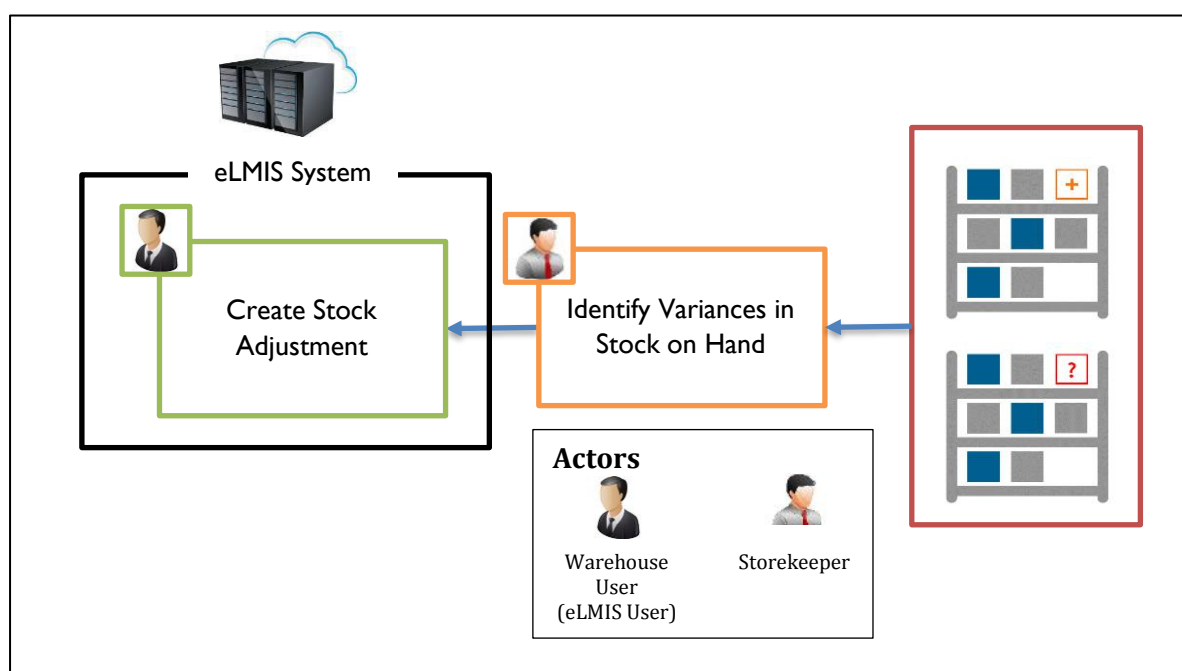 eLMIS System
+
Create Stock
Adjustment
Identify Variances in
Stock on Hand
?
Actors
Warehouse
User
(eLMIS User)
Storekeeper